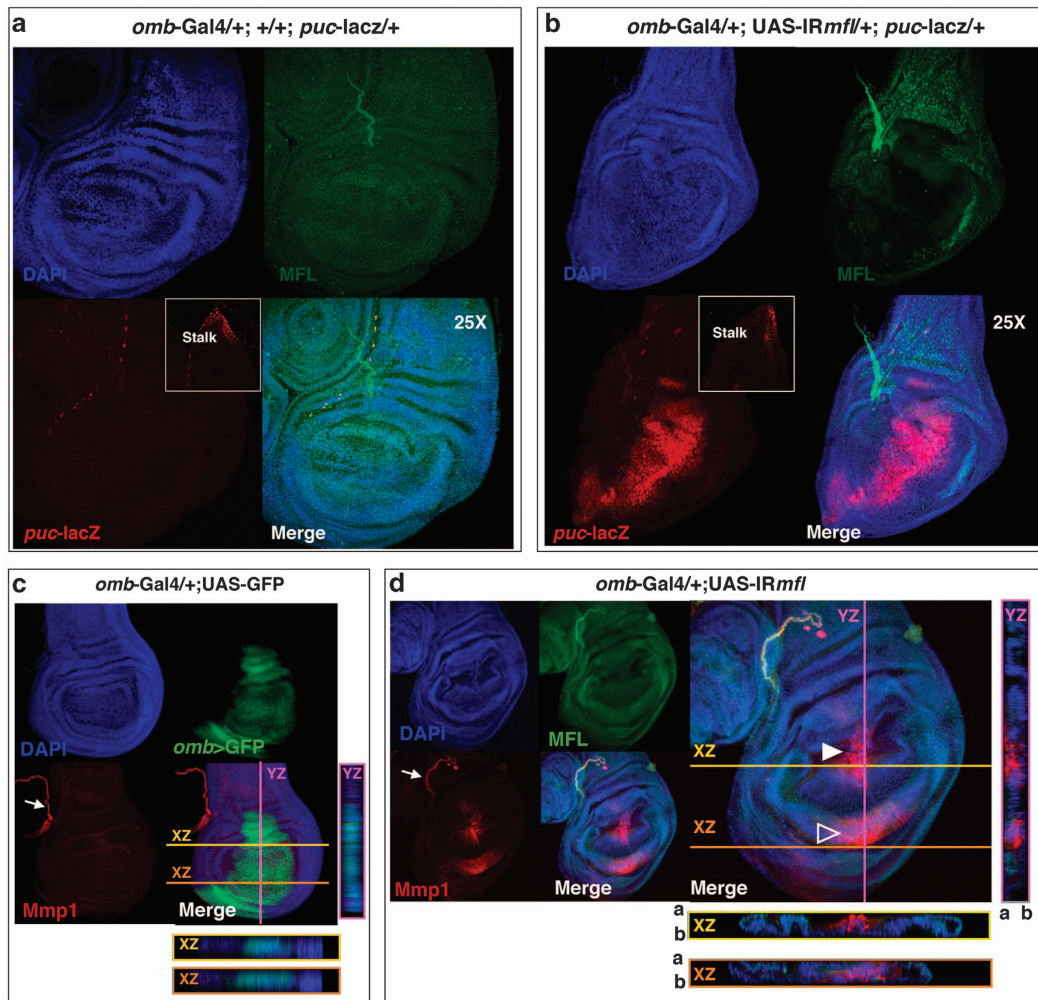 a
omb-Gal4/+; +/+; puc-lacz/+
DAPI
MFL
Stalk
25X
puc-lacZ
Merge
b
omb-Gal4/+; UAS-IRmfl/+; puc-lacz/+
DAPI
MFL
Stalk
25X
puc-lacZ
Merge
c
omb-Gal4/+;UAS-GFP
DAPI
omb>GFP
YZ
YZ
XZ
XZ
Mmp1
Merge
XZ
XZ
d
omb-Gal4/+;UAS-IRmfl
DAPI
MFL
YZ
YZ
XZ
XZ
Mmp1
Merge
Merge
a b
a
b
XZ
a
b
XZ